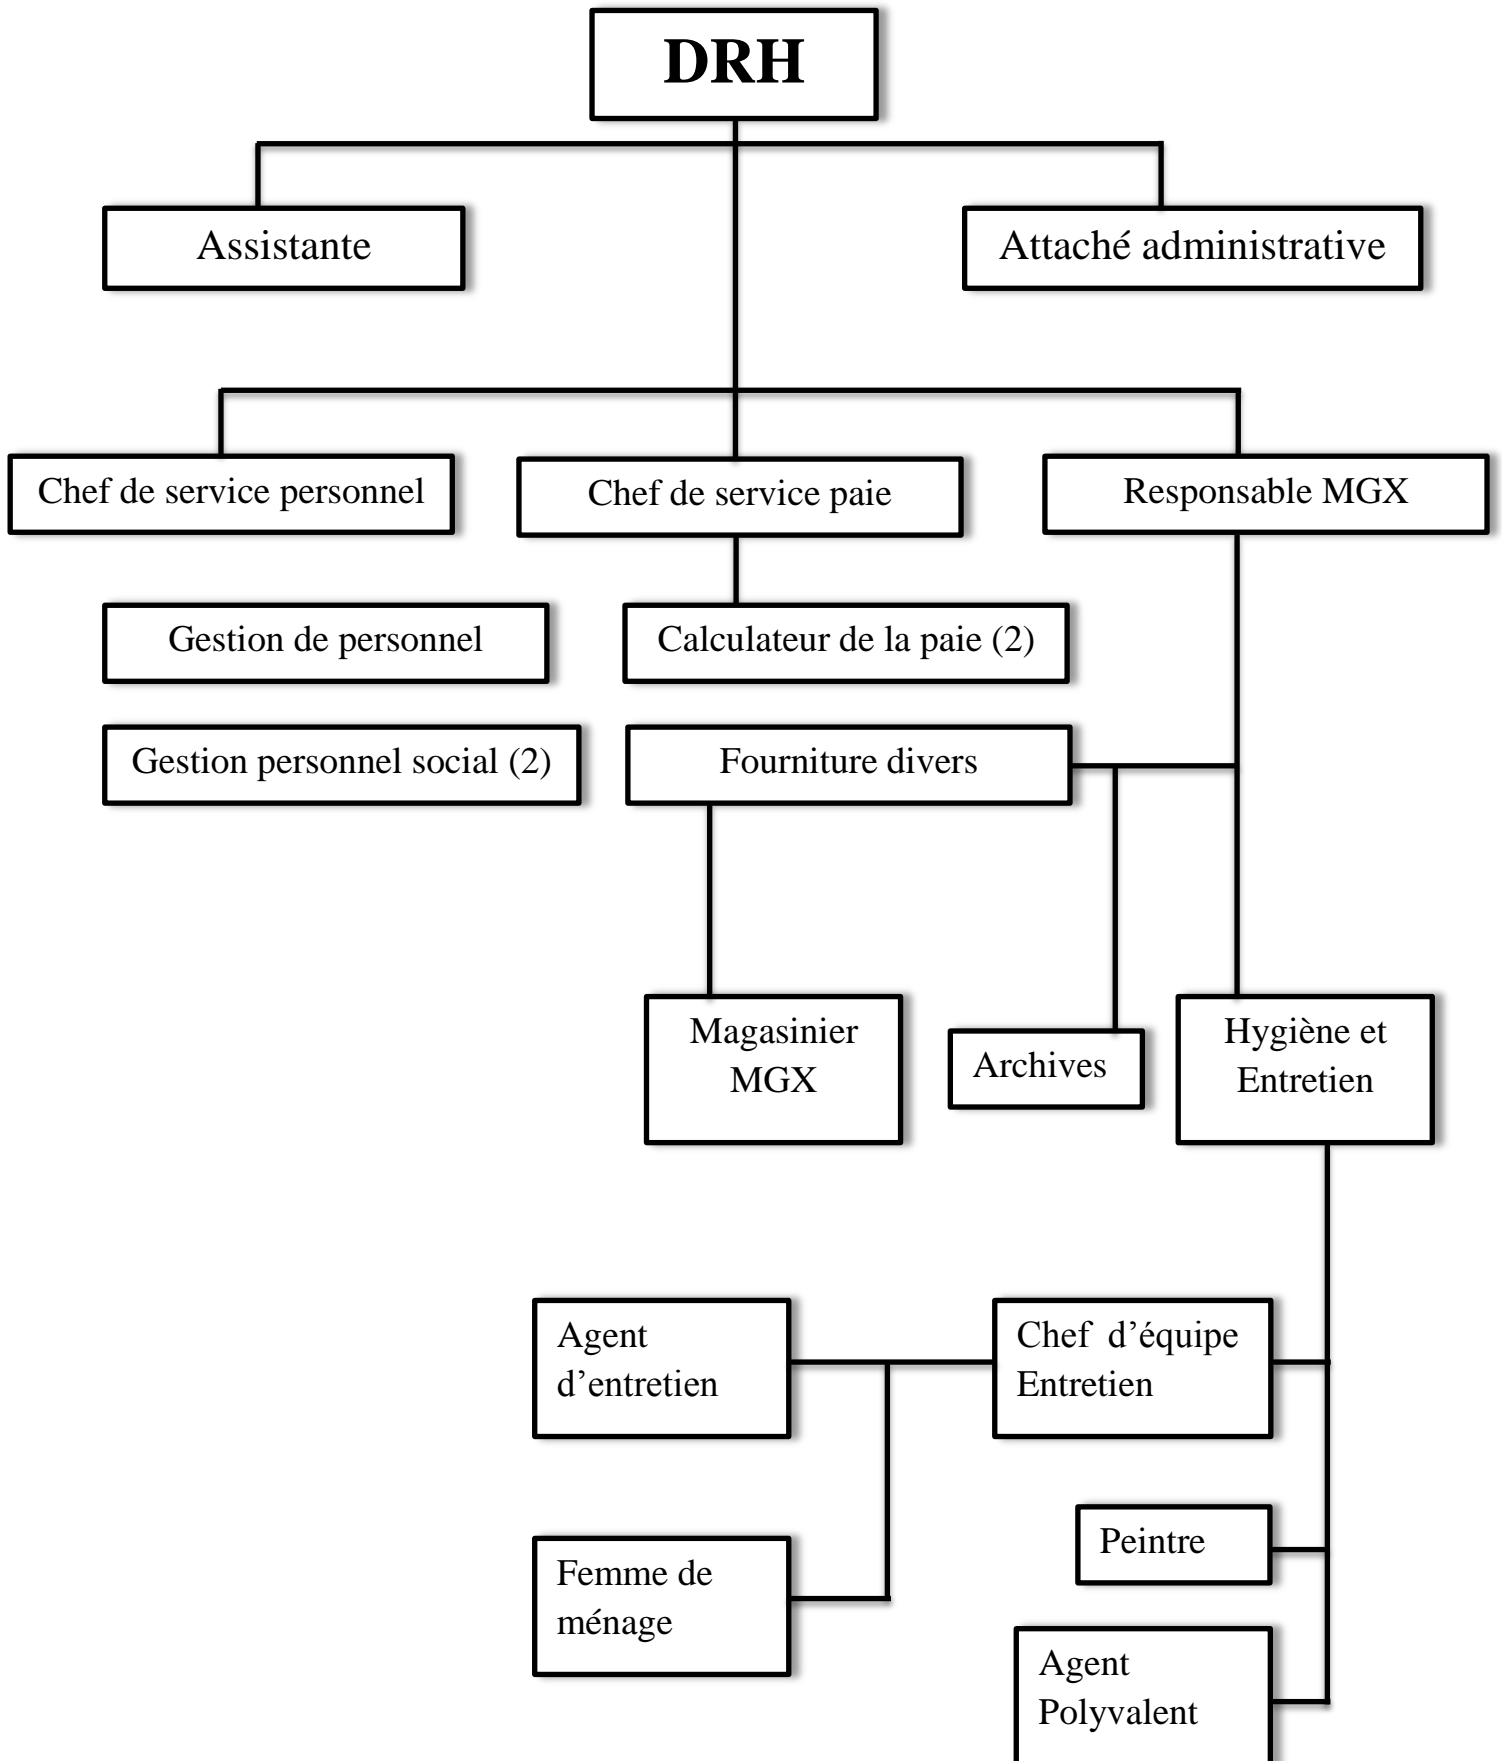 DRH
Assistante
Attaché administrative
Chef de service personnel
Chef de service paie
Responsable MGX
Gestion de personnel
Calculateur de la paie (2)
Gestion personnel social (2)
Fourniture divers
Magasinier
MGX
Archives
Hygiène et
Entretien
Agent
d’entretien
Chef  d’équipe
Entretien
Peintre
Femme de
ménage
Agent
Polyvalent